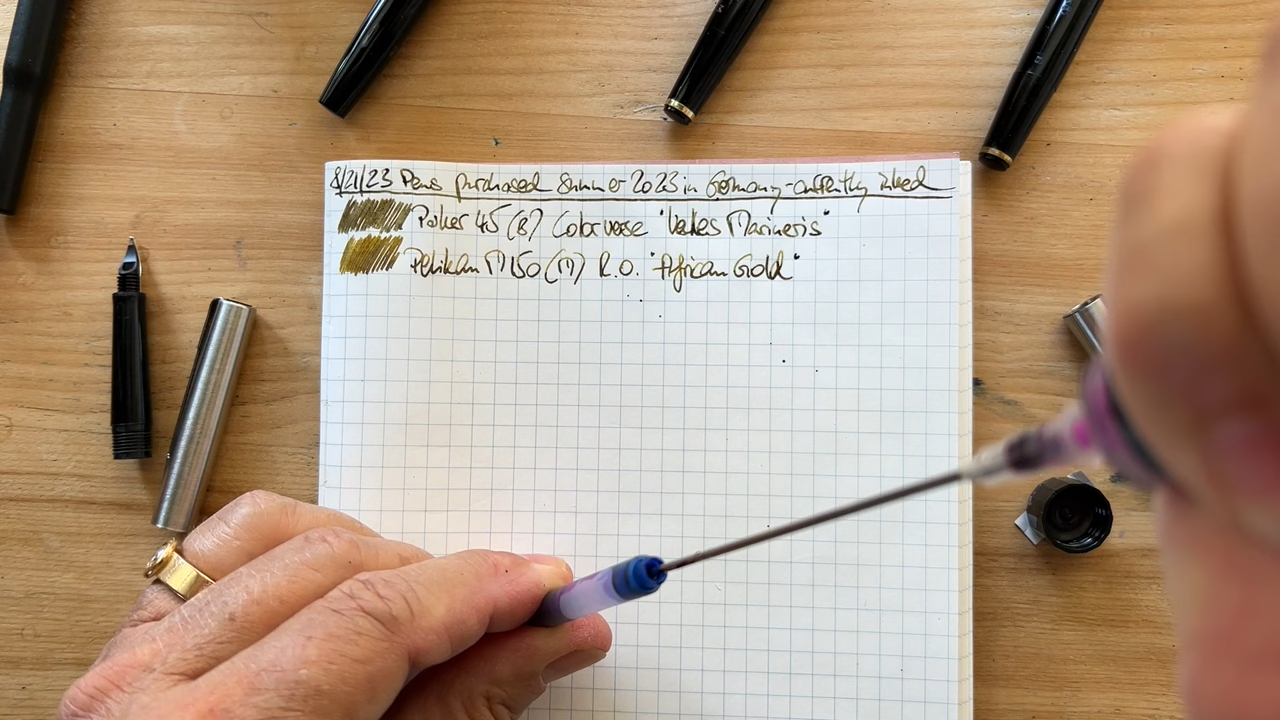 8/21/23 Pens purchased Summer 2023 in Germany - currently inked
Parker 45 (B) Colorverse "Valles Marineris"
Pelikan M150 (M) R.O. "African Gold"